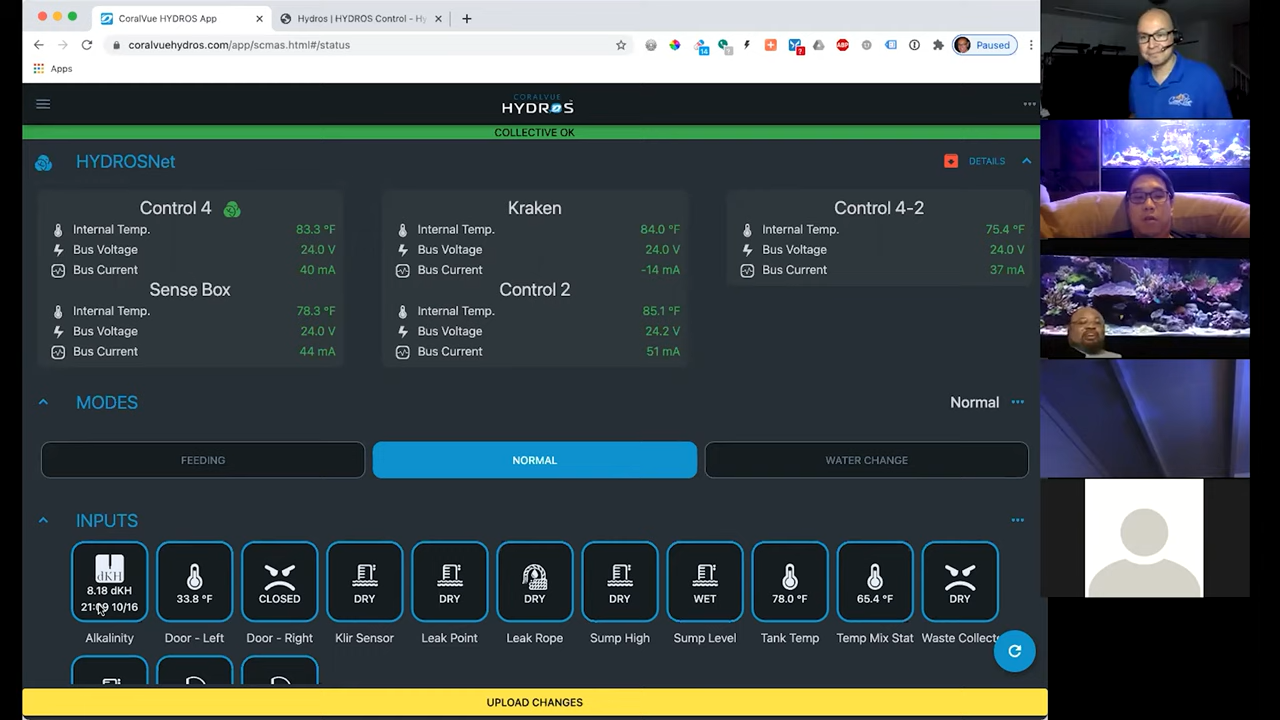 CoralVue HYDROS App
Hydros | HYDROS Control - Hy
coralvuehydros.com/app/scmas.html#/status
14
7
ABP
Paused
Apps
CORALVUE
HYDROS
COLLECTIVE OK
HYDROSNet
DETAILS
Control 4
Internal Temp. 83.3 °F
Bus Voltage 24.0 V
Bus Current 40 mA
Sense Box
Internal Temp. 78.3 °F
Bus Voltage 24.0 V
Bus Current 44 mA
Kraken
Internal Temp. 84.0 °F
Bus Voltage 24.0 V
Bus Current -14 mA
Control 2
Internal Temp. 85.1 °F
Bus Voltage 24.2 V
Bus Current 51 mA
Control 4-2
Internal Temp. 75.4 °F
Bus Voltage 24.0 V
Bus Current 37 mA
MODES
Normal
FEEDING
NORMAL
WATER CHANGE
INPUTS
dKH
8.18 dKH
10/16
Alkalinity
33.8 °F
Door - Left
CLOSED
Door - Right
DRY
Klir Sensor
DRY
Leak Point
DRY
Leak Rope
DRY
Sump High
WET
Sump Level
78.0 °F
Tank Temp
65.4 °F
Temp Mix Stat
DRY
Waste Collect
UPLOAD CHANGES